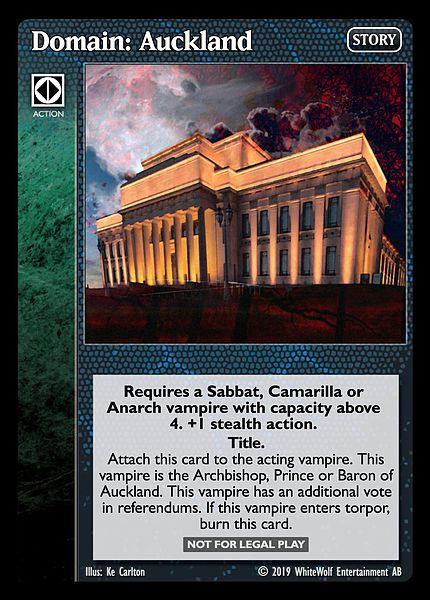 Domain: Auckland
STORY
ACTION
Requires a Sabbat, Camarilla or
Anarch vampire with capacity above
4. +1 stealth action.
Title.
Attach this card to the acting vampire. This
vampire is the Archbishop, Prince or Baron of
Auckland. This vampire has an additional vote
in referendums. If this vampire enters torpor,
burn this card.
NOT FOR LEGAL PLAY
Illus: Ke Carlton
© 2019 WhiteWolf Entertainment AB